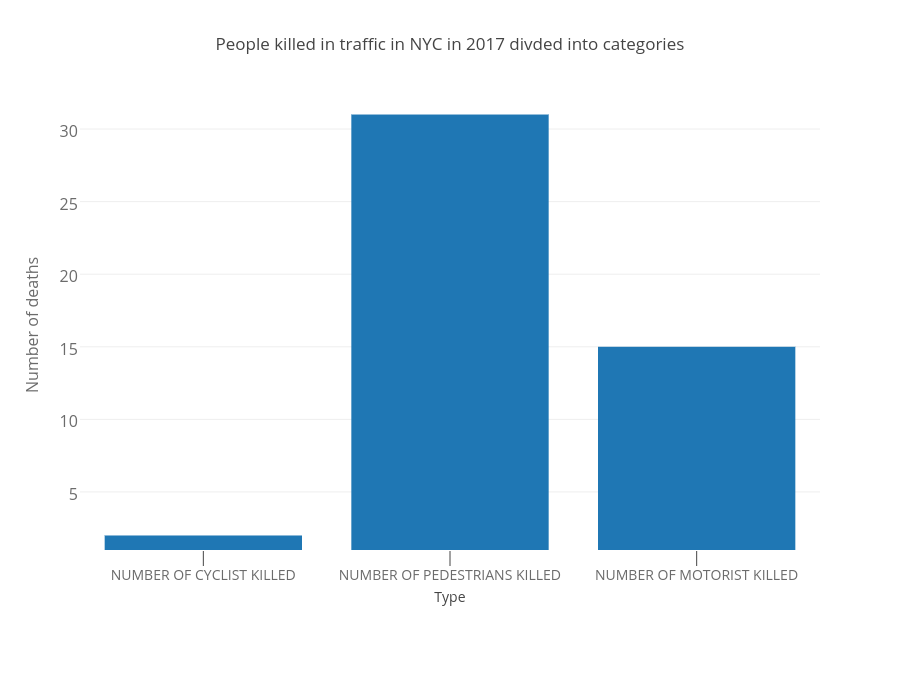 People killed in traffic in NYC in 2017 divded into categories
30
25
20
15
10
5
Number of deaths
NUMBER OF CYCLIST KILLED
NUMBER OF PEDESTRIANS KILLED
NUMBER OF MOTORIST KILLED
Type